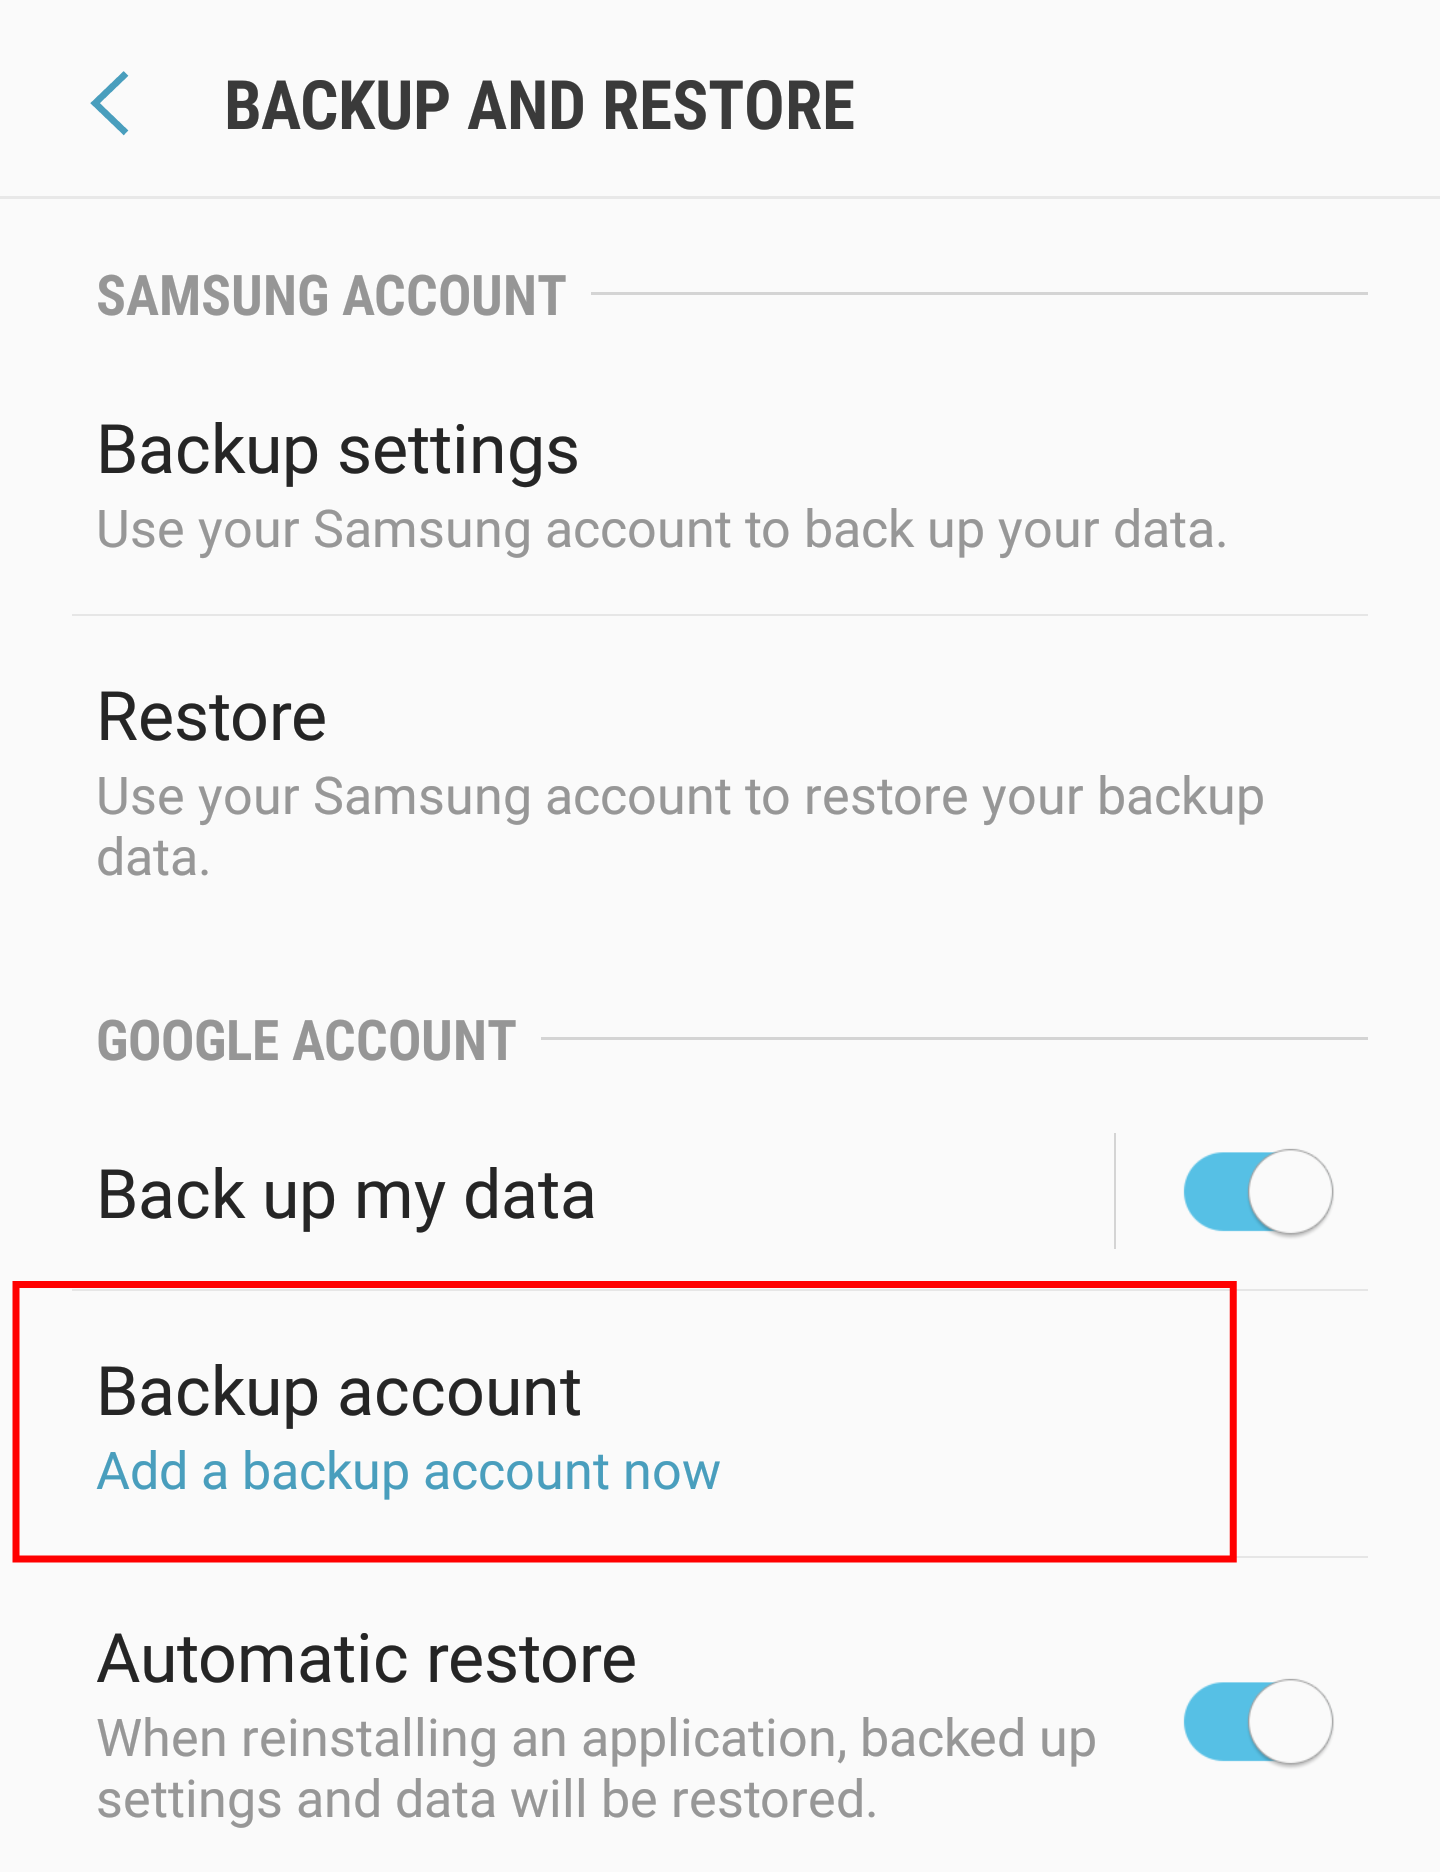 BACKUP AND RESTORE
SAMSUNG ACCOUNT
Backup settings
Use your Samsung account to back up your data.
Restore
Use your Samsung account to restore your backup
data.
GOOGLE ACCOUNT
Back up my data
Backup account
Add a backup account now
Automatic restore
When reinstalling an application, backed up
settings and data will be restored.